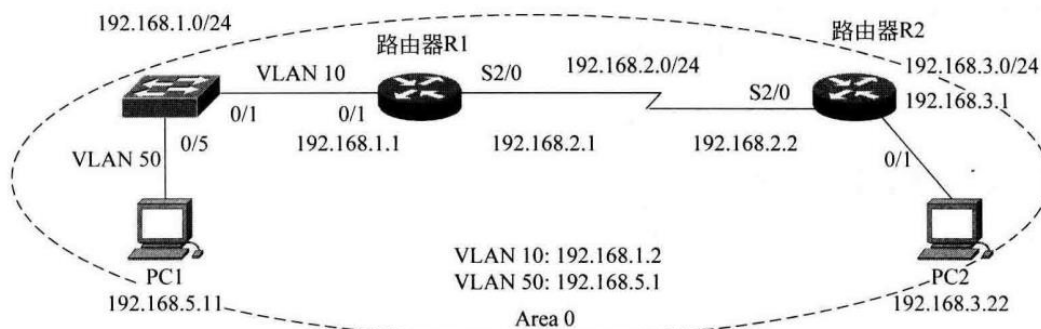 192.168.1.0/24
路由器R1
路由器R2
VLAN 10
S2/0
192.168.2.0/24
S2/0
192.168.3.0/24
192.168.3.1
0/1
0/1
0/5
192.168.1.1
192.168.2.1
192.168.2.2
0/1
VLAN 50
VLAN 10: 192.168.1.2
VLAN 50: 192.168.5.1
PC1
PC2
192.168.5.11
192.168.3.22
Area 0